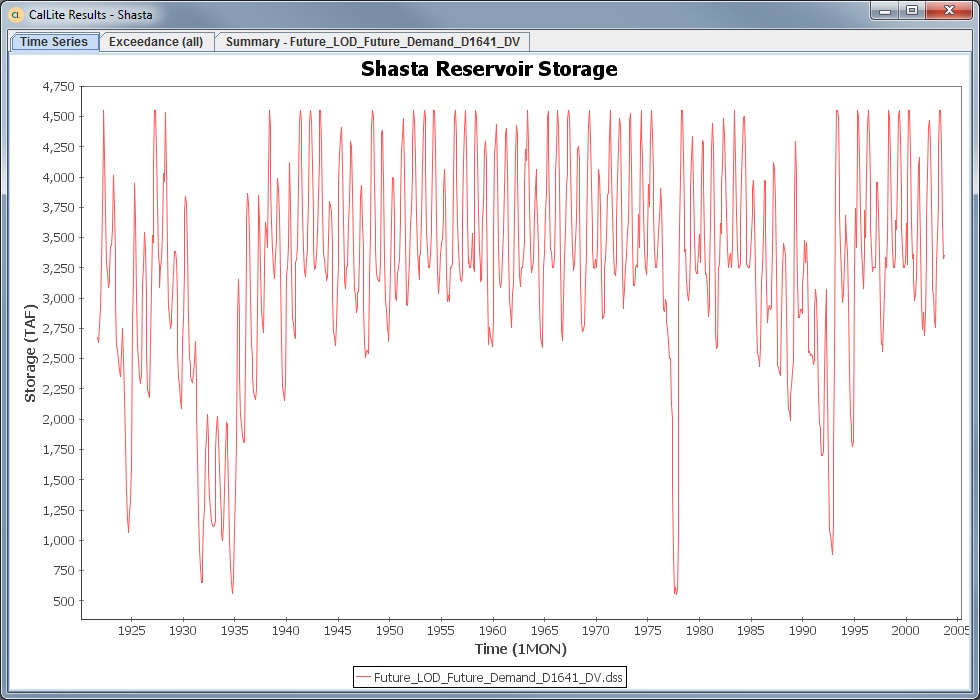 CL CalLite Results - Shasta
Time Series Exceedance (all) Summary - Future_LOD_Future_Demand_D1641_DV
Shasta Reservoir Storage
4,750
4,500
4,250
4,000
3,750
3,500
3,250
3,000
2,750
2,500
2,250
2,000
1,750
1,500
1,250
1,000
750
500
Storage (TAF)
1925 1930 1935 1940 1945 1950 1955 1960 1965 1970 1975 1980 1985 1990 1995 2000 2005
Time (1MON)
Future_LOD_Future_Demand_D1641_DV.dss